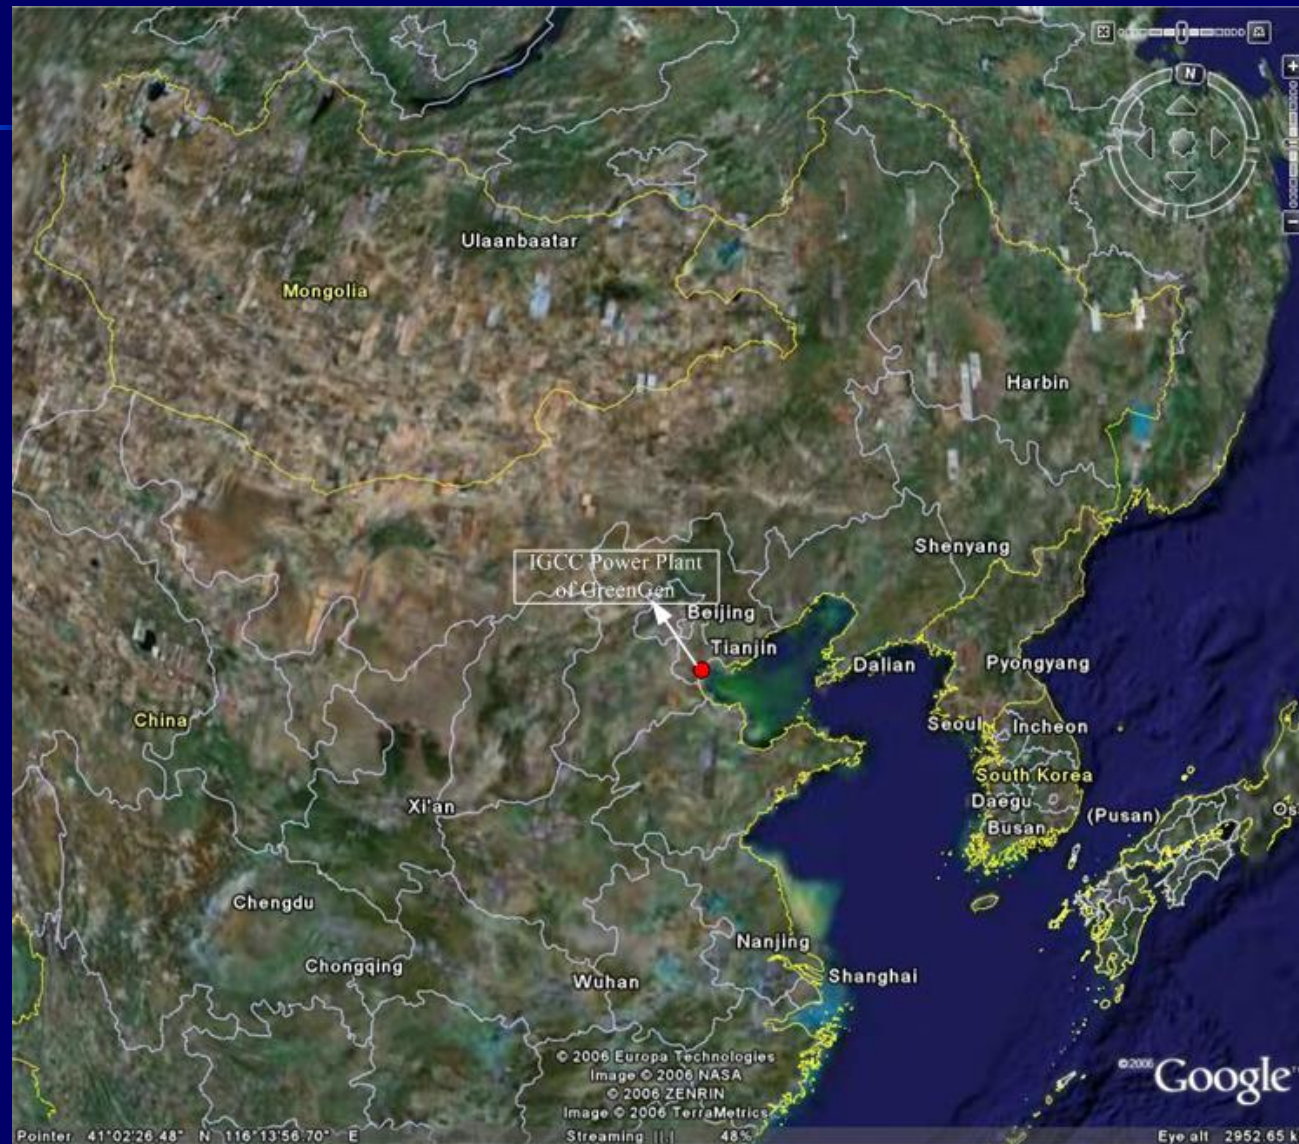 N
Ulaanbaatar
Mongolia
Harbin
Shenyang
IGCC Power Plant
of GreenGen
Beijing
Tianjin
Dalian
Pyongyang
China
Seoul
Incheon
South Korea
Xi'an
Daegu
(Pusan)
Os
Busan
Chengdu
Nanjing
Chongqing
Wuhan
Shanghai
© 2006 Europa Technologies
Image © 2006 NASA
© 2006 ZENRIN
Image © 2006 TerraMetrics
©2006 Google
Pointer 41°02'26.48" N 116°13'56.70" E Streaming 48% Eye alt 2952.65 k